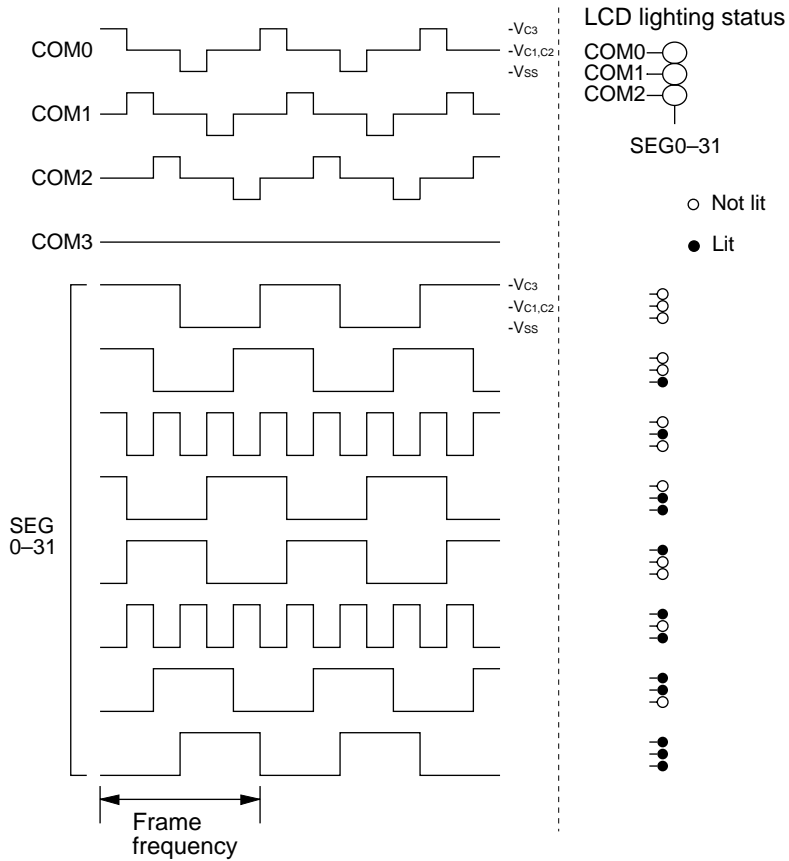 COM0
-VC3
-VC1,C2
-VSS
COM1
COM2
COM3
-VC3
-VC1,C2
-VSS
SEG
0–31
Frame
frequency
LCD lighting status
COM0
COM1
COM2
SEG0–31
Not lit
Lit